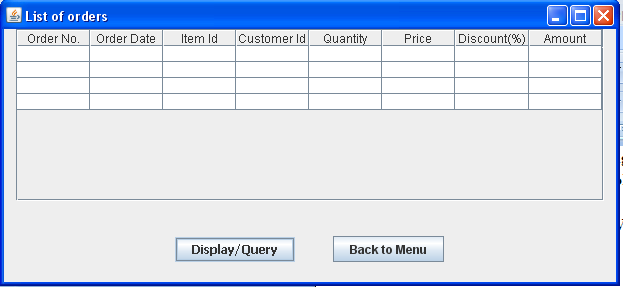 List of orders
Order No. Order Date Item Id Customer Id Quantity Price Discount(%) Amount
Display/Query Back to Menu